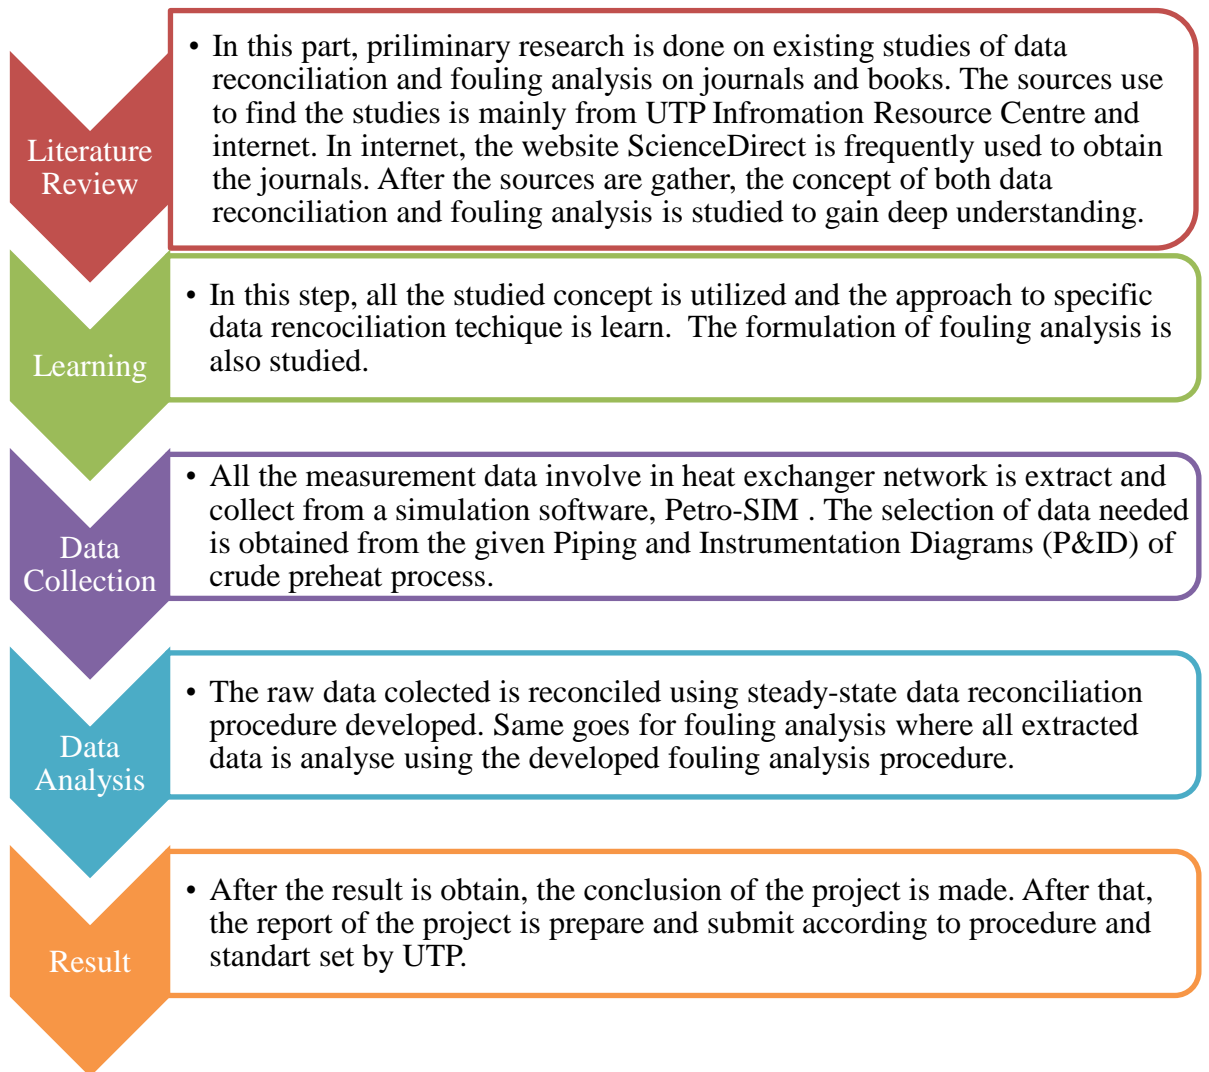 Literature
Review
• In this part, priliminary research is done on existing studies of data
reconciliation and fouling analysis on journals and books. The sources use
to find the studies is mainly from UTP Infromation Resource Centre and
internet. In internet, the website ScienceDirect is frequently used to obtain
the journals. After the sources are gather, the concept of both data
reconciliation and fouling analysis is studied to gain deep understanding.
Learning
• In this step, all the studied concept is utilized and the approach to specific
data rencociliation techique is learn.  The formulation of fouling analysis is
also studied.
Data
Collection
• All the measurement data involve in heat exchanger network is extract and
collect from a simulation software, Petro-SIM . The selection of data needed
is obtained from the given Piping and Instrumentation Diagrams (P&ID) of
crude preheat process.
Data
Analysis
• The raw data colected is reconciled using steady-state data reconciliation
procedure developed. Same goes for fouling analysis where all extracted
data is analyse using the developed fouling analysis procedure.
Result
• After the result is obtain, the conclusion of the project is made. After that,
the report of the project is prepare and submit according to procedure and
standart set by UTP.